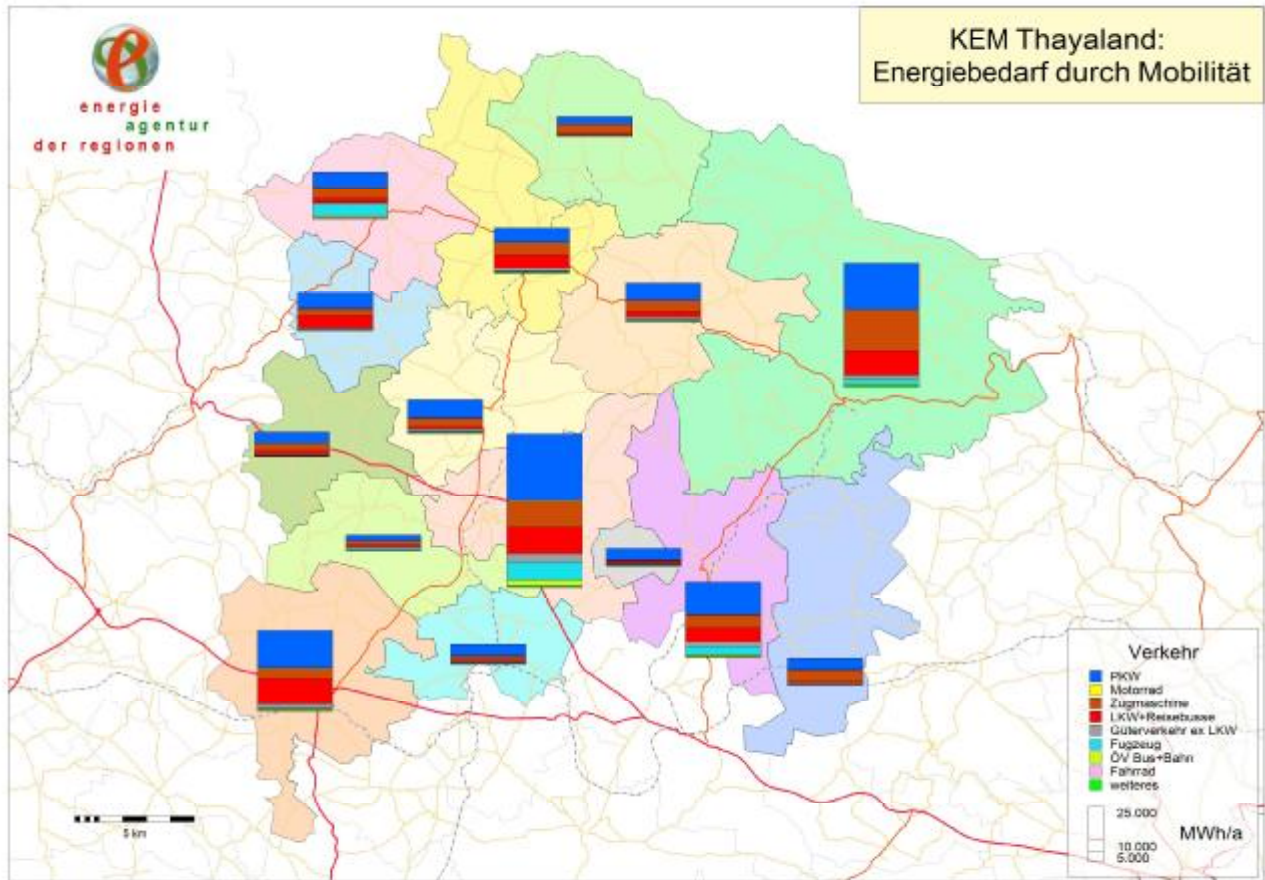 energie
agentur
der regionen
KEM Thayaland:
Energiebedarf durch Mobilität
Verkehr
PKW
Motorrad
Zugmaschine
LKW+Reisebusse
Güterverkehr ex LKW
Fugzeug
ÖV Bus+Bahn
Fahrrad
weiteres
25.000
MWh/a
10.000
5.000
5 km